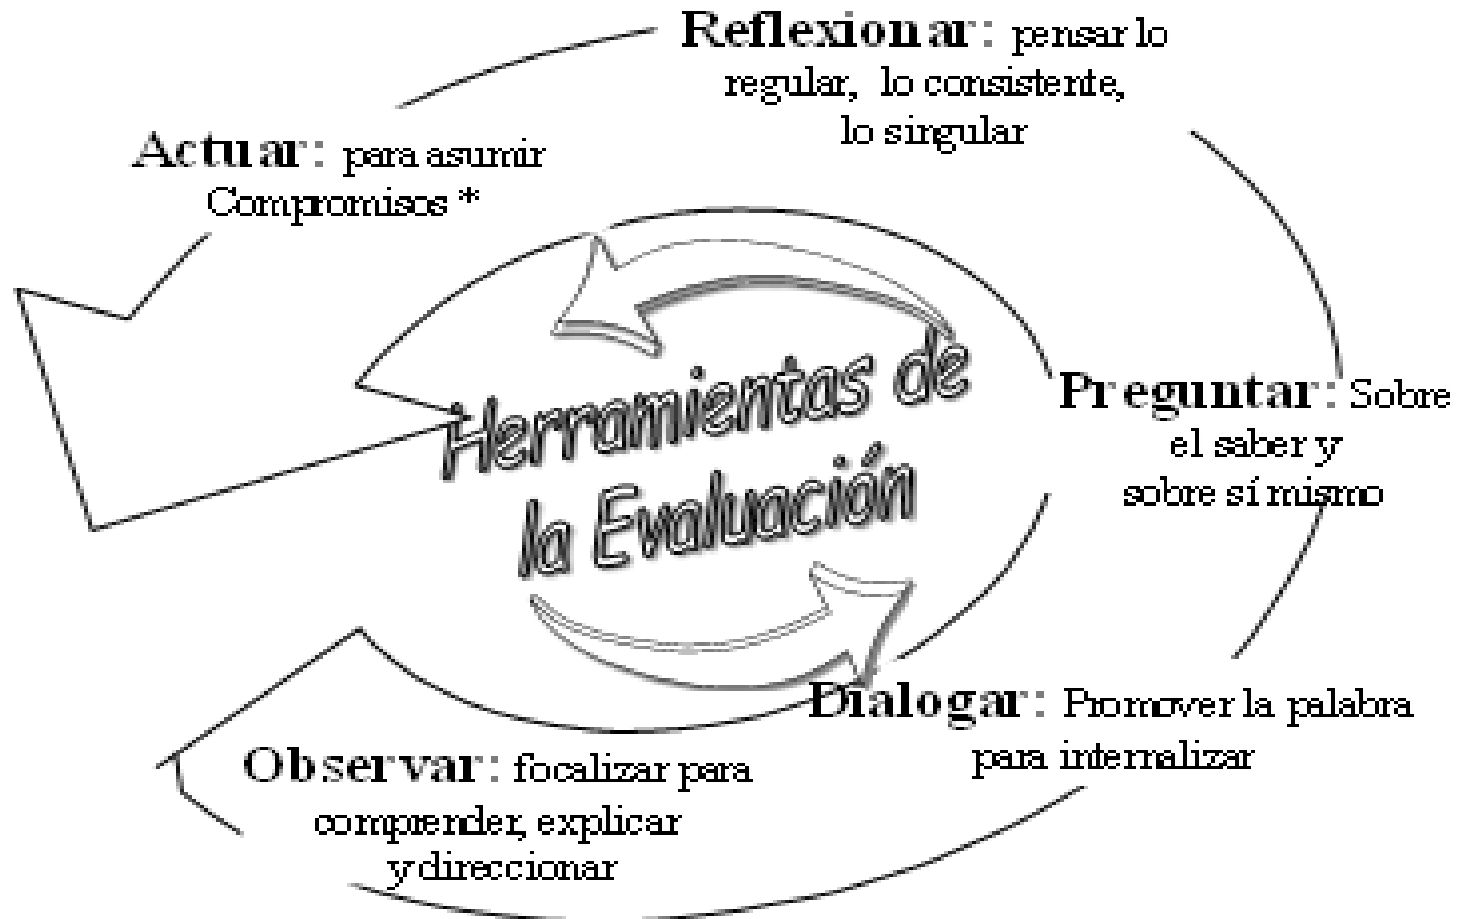 Reflexionar: pensar lo
regular, lo consistente,
lo singular
Actuar: para asumir
Compromisos *
Herramientas de
la Evaluación
Preguntar: Sobre
el saber y
sobre sí mismo
Dialogar: Promover la palabra
para internalizar
Observar: focalizar para
comprender, explicar
y direccionar